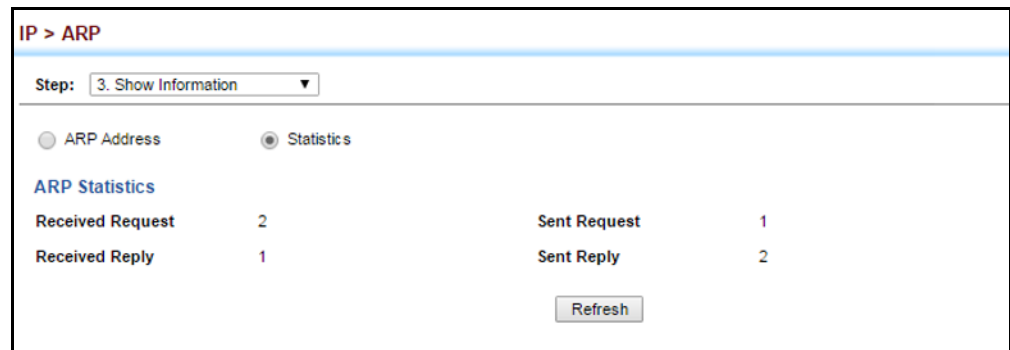 IP > ARP
Step: 3. Show Information
ARP Address Statistics
ARP Statistics
Received Request 2 Sent Request 1
Received Reply 1 Sent Reply 2
Refresh